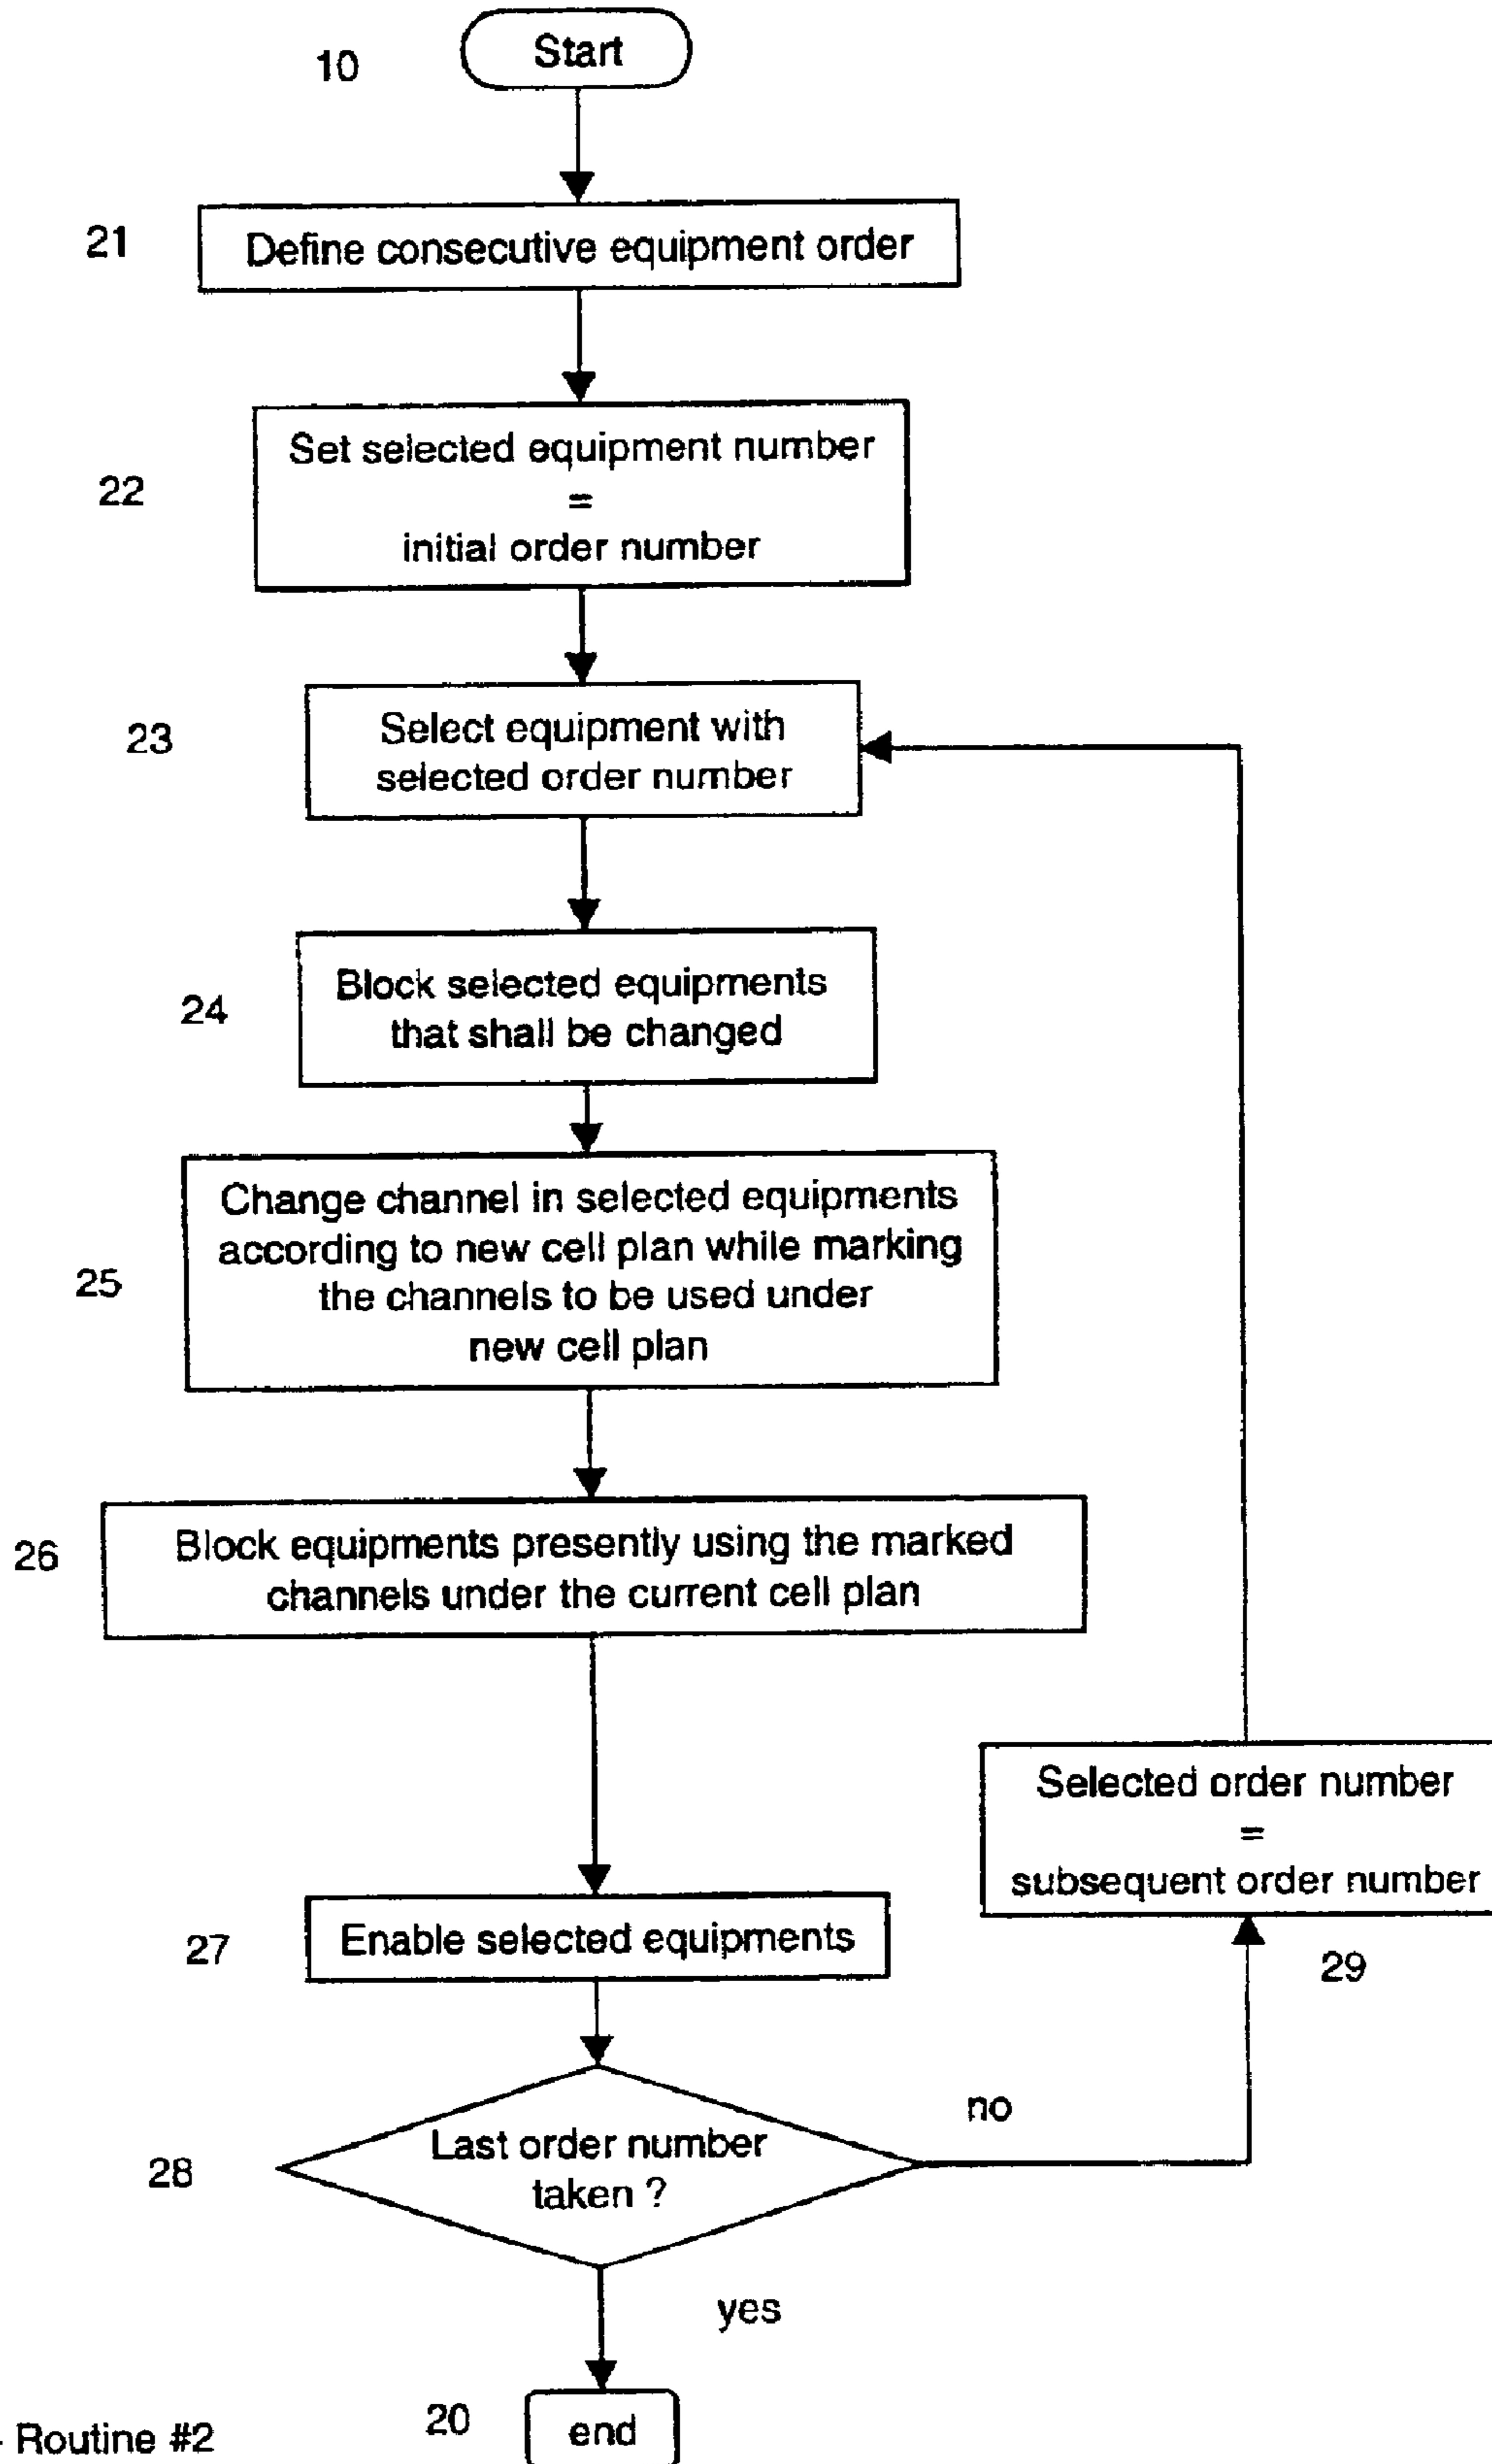 10
Start
21
Define consecutive equipment order
22
Set selected equipment number
=
initial order number
23
Select equipment with
selected order number
24
Block selected equipments
that shall be changed
25
Change channel in selected equipments
according to new cell plan while marking
the channels to be used under
new cell plan
26
Block equipments presently using the marked
channels under the current cell plan
Selected order number
=
subsequent order number
29
27
Enable selected equipments
28
Last order number
taken ?
no
yes
20
end
- Routine #2